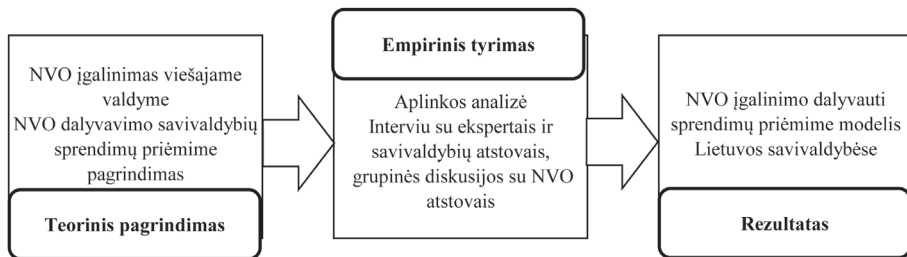 NVO įgalinimas viešajame
valdyme
NVO dalyvavimo savivaldybių
sprendimų priėmime
pagrindimas
Teorinis pagrindimas
Empirinis tyrimas
Aplinkos analizė
Interviu su ekspertais ir
savivaldybių atstovais,
grupinės diskusijos su NVO
atstovais
NVO įgalinimo dalyvauti
sprendimų priėmime modelis
Lietuvos savivaldybėse
Rezultatas